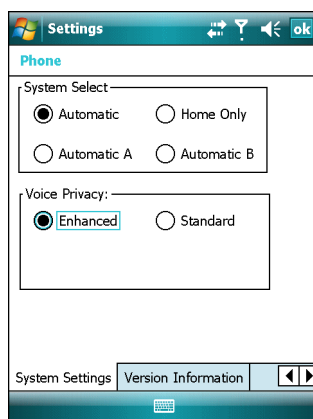 Settings ok
Phone
System Select
Automatic Home Only
Automatic A Automatic B
Voice Privacy:
Enhanced Standard
System Settings Version Information